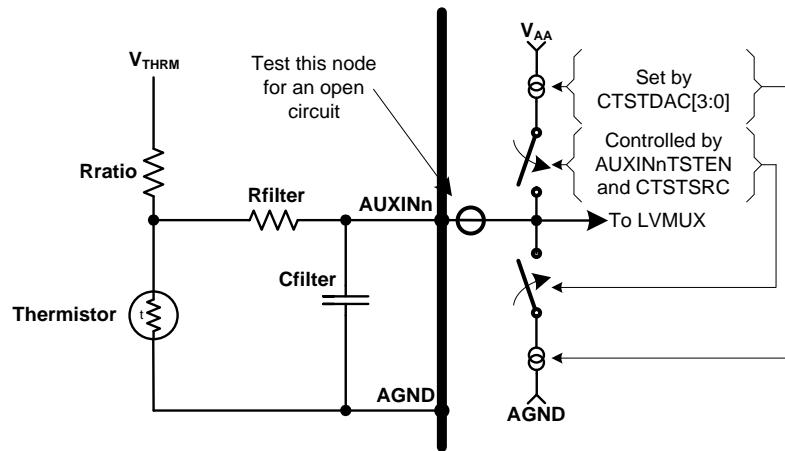 Test this node
for an open
circuit
VTHRM
VAA
Set by
CTSTDAC[3:0]
Controlled by
AUXINnTSTEN
and CTSTSRC
Rratio
Rfilter
AUXINn
To LVMUX
Cfilter
Thermistor
t
AGND
AGND